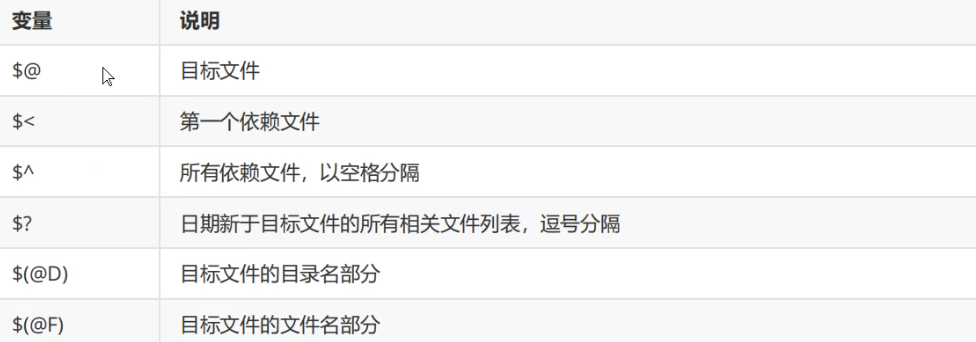 变量 说明
$@ 目标文件
$< 第一个依赖文件
$^ 所有依赖文件，以空格分隔
$? 日期新于目标文件的所有相关文件列表，逗号分隔
$(@D) 目标文件的目录名部分
$(@F) 目标文件的文件名部分